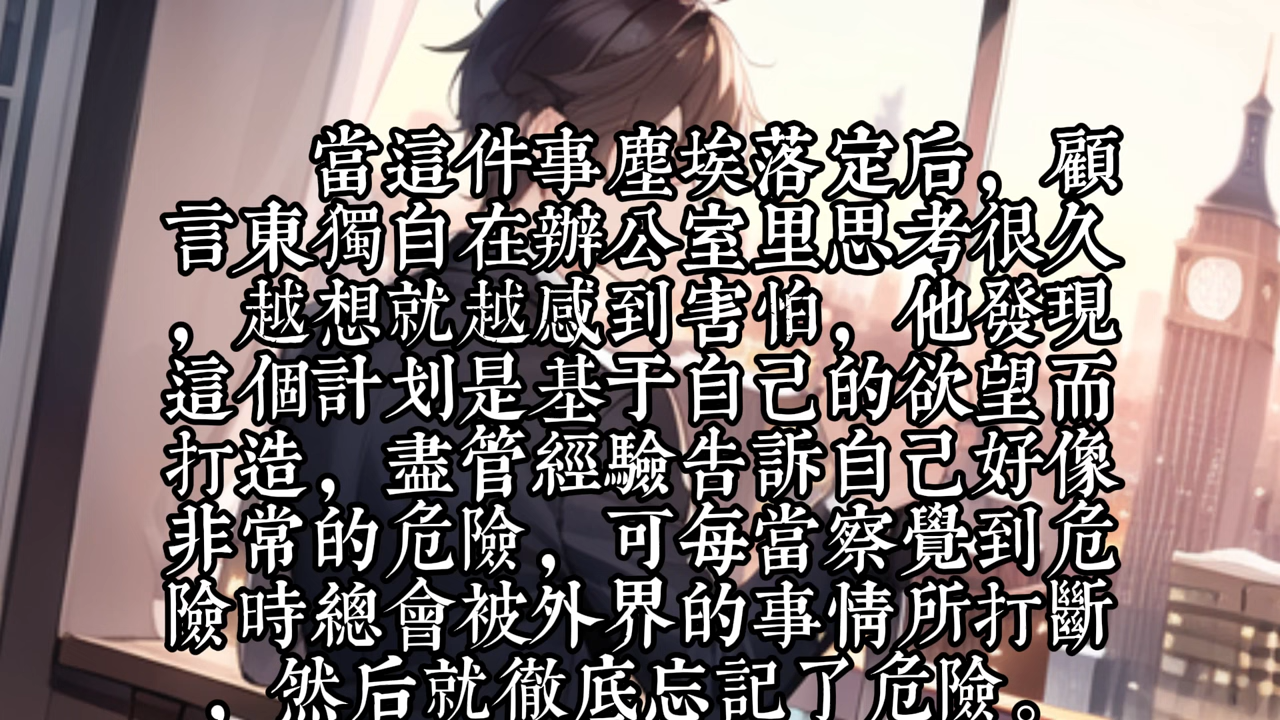 當這件事塵埃落定后，顧
言東獨自在辦公室里思考很久
，越想就越感到害怕，他發現
這個計划是基于自己的欲望而
打造，盡管經驗告訴自己好像
非常的危險，可每當察覺到危
險時總會被外界的事情所打斷
，然后就徹底忘記了危險。